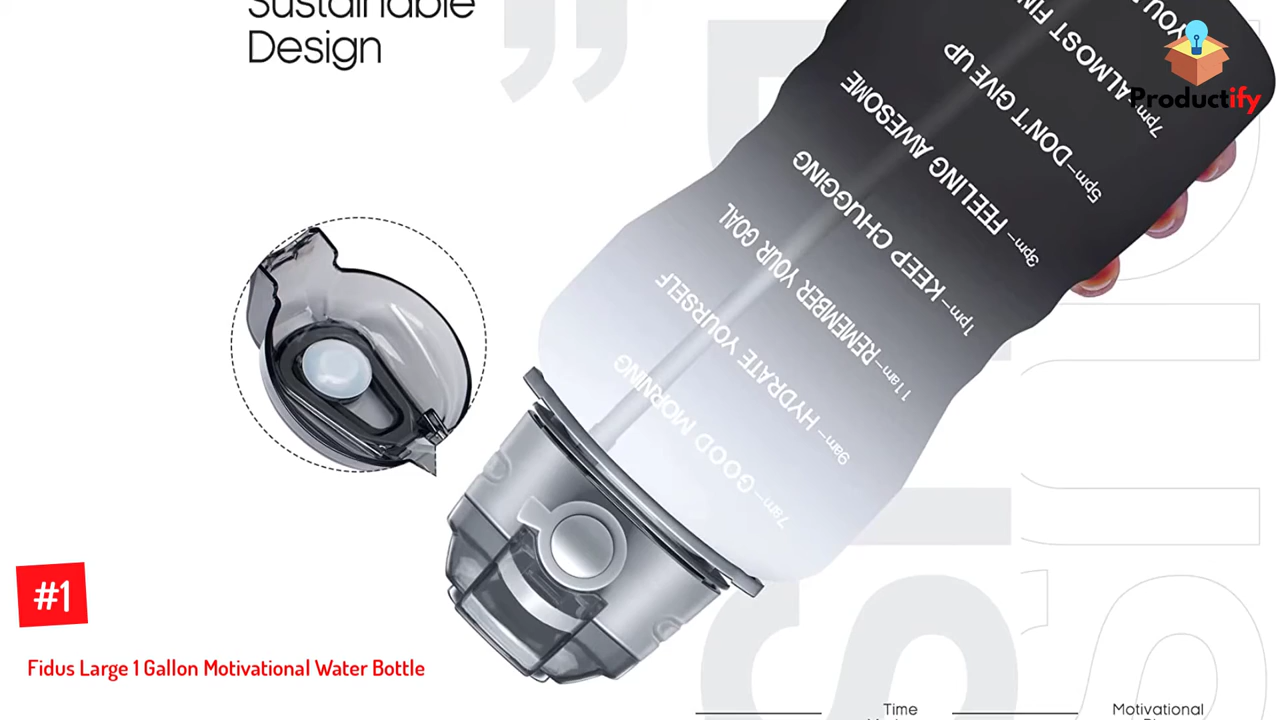 Sustainable
Design
Productify
7am– GOOD MORNING
9am– HYDRATE YOURSELF
11am– REMEMBER YOUR GOAL
1pm– KEEP CHUGGING
3pm– FEELING AWESOME
5pm– DON'T GIVE UP
7pm– ALMOST
#1
Fidus Large 1 Gallon Motivational Water Bottle
Time
Motivational